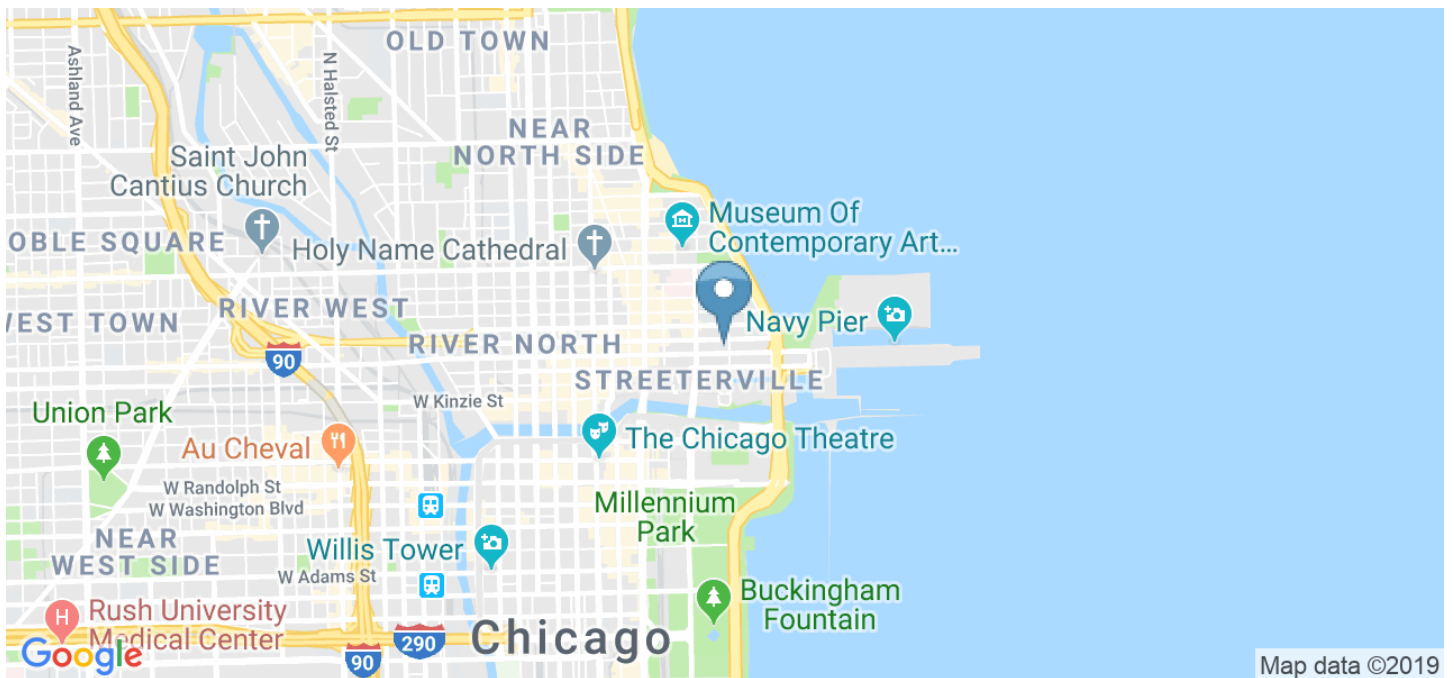 OLD TOWN
Ashland Ave
N Halsted St
NEAR
NORTH SIDE
Saint John
Cantius Church
Museum Of
Contemporary Art...
OBLE SQUARE
Holy Name Cathedral
RIVER WEST
WEST TOWN
Navy Pier
RIVER NORTH
90
STREETERVILLE
W Kinzie St
Union Park
Au Cheval
The Chicago Theatre
W Randolph St
W Washington Blvd
Millennium
Park
NEAR
WEST SIDE
Willis Tower
W Adams St
Buckingham
Fountain
H
Rush University
Medical Center
290
Chicago
90
Google
Map data ©2019